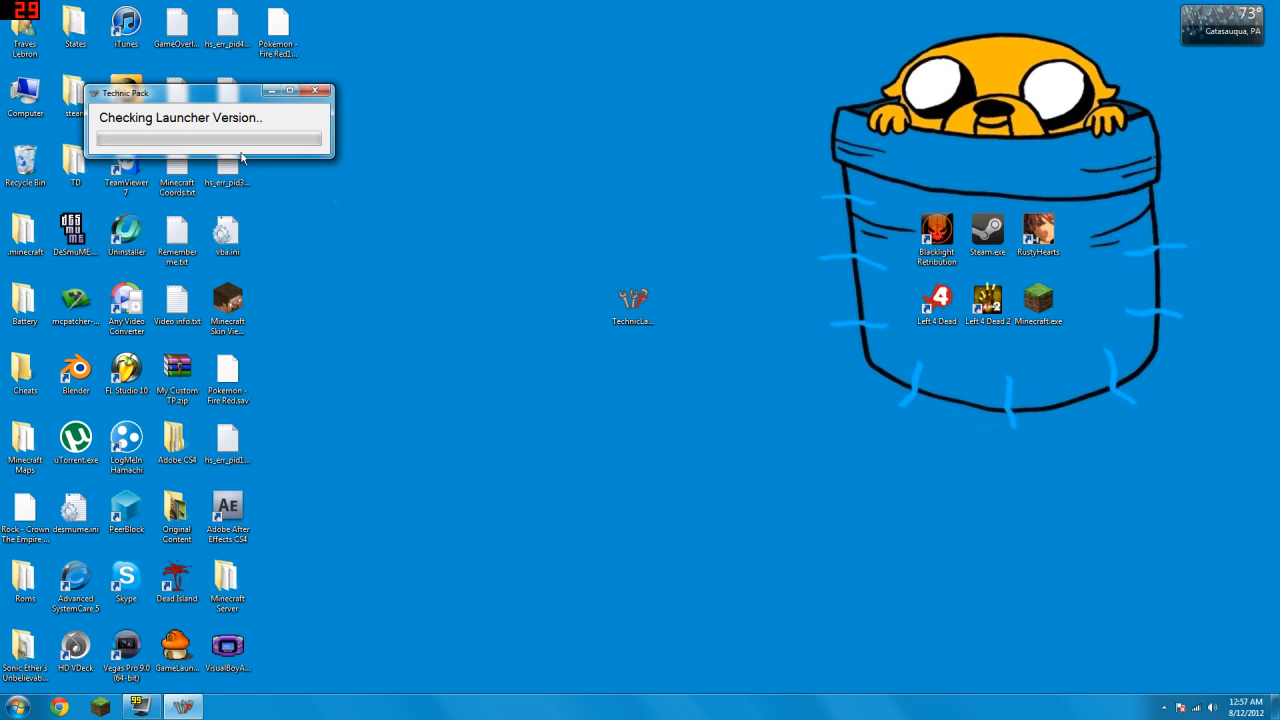 29
Traves
Lebron
States
iTunes
GameOverl...
hs_err_pid4...
Pokemon -
Fire Red1...
73°
Catasauqua, PA
Technic Pack
Checking Launcher Version..
Computer
Recycle Bin
TD
TeamViewer
7
Minecraft
Coords.txt
hs_err_pid3...
.minecraft
DeSmuME....
Uninstaller
Remember
me.txt
vba.ini
Blacklight
Retribution
Steam.exe
RustyHearts
Battery
mcpatcher-...
Any Video
Converter
Video info.txt
Minecraft
Skin Vie...
TechnicLa...
Left 4 Dead
Left 4 Dead 2
Minecraft.exe
Cheats
Blender
FL Studio 10
My Custom
TP.zip
Pokemon -
Fire Red.sav
Minecraft
Maps
uTorrent.exe
LogMeIn
Hamachi
Adobe CS4
hs_err_pid1...
Rock - Crown
The Empire ...
desmume.ini
PeerBlock
Original
Content
Adobe After
Effects CS4
Roms
Advanced
SystemCare 5
Skype
Dead Island
Minecraft
Server
Sonic Ether's
Unbelievab...
HD VDeck
Vegas Pro 9.0
(64-bit)
GameLaun...
VisualBoyA...
99
12:57 AM
8/12/2012